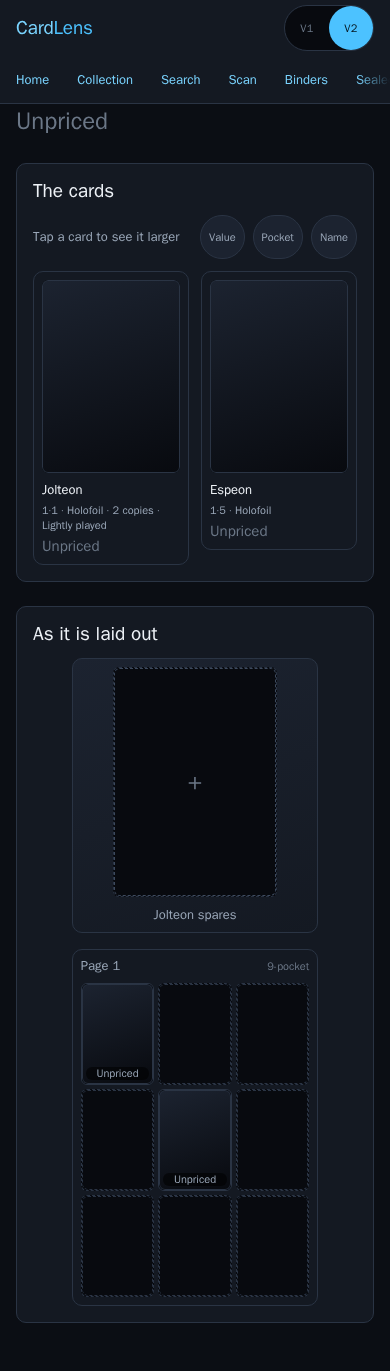 CardLens
V1
V2
Home
Collection
Search
Scan
Binders
Seale
Unpriced
The cards
Tap a card to see it larger
Value
Pocket
Name
Jolteon
1·1 · Holofoil · 2 copies ·
Lightly played
Unpriced
Espeon
1·5 · Holofoil
Unpriced
As it is laid out
+
Jolteon spares
Page 1
9-pocket
Unpriced
Unpriced